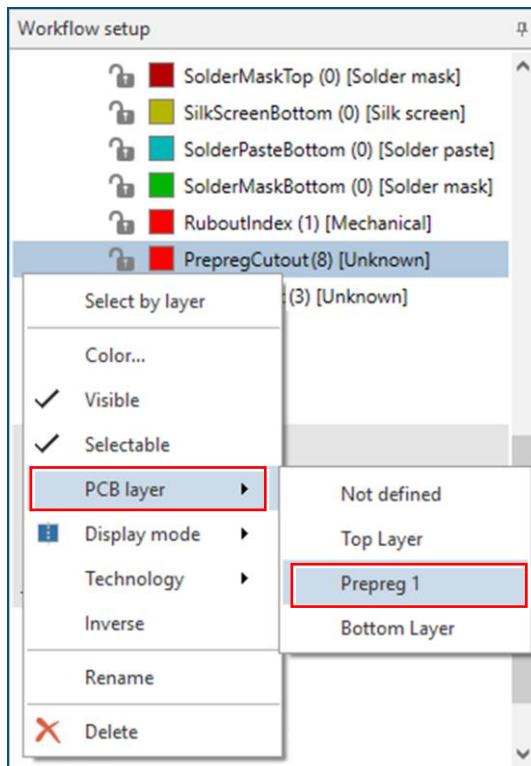 Workflow setup
SolderMaskTop (0) [Solder mask]
SilkScreenBottom (0) [Silk screen]
SolderPasteBottom (0) [Solder paste]
SolderMaskBottom (0) [Solder mask]
RuboutIndex (1) [Mechanical]
PrepregCutout (8) [Unknown]
(3) [Unknown]
Select by layer
Color...
Visible
Selectable
PCB layer
Display mode
Technology
Inverse
Rename
Delete
Not defined
Top Layer
Prepreg 1
Bottom Layer